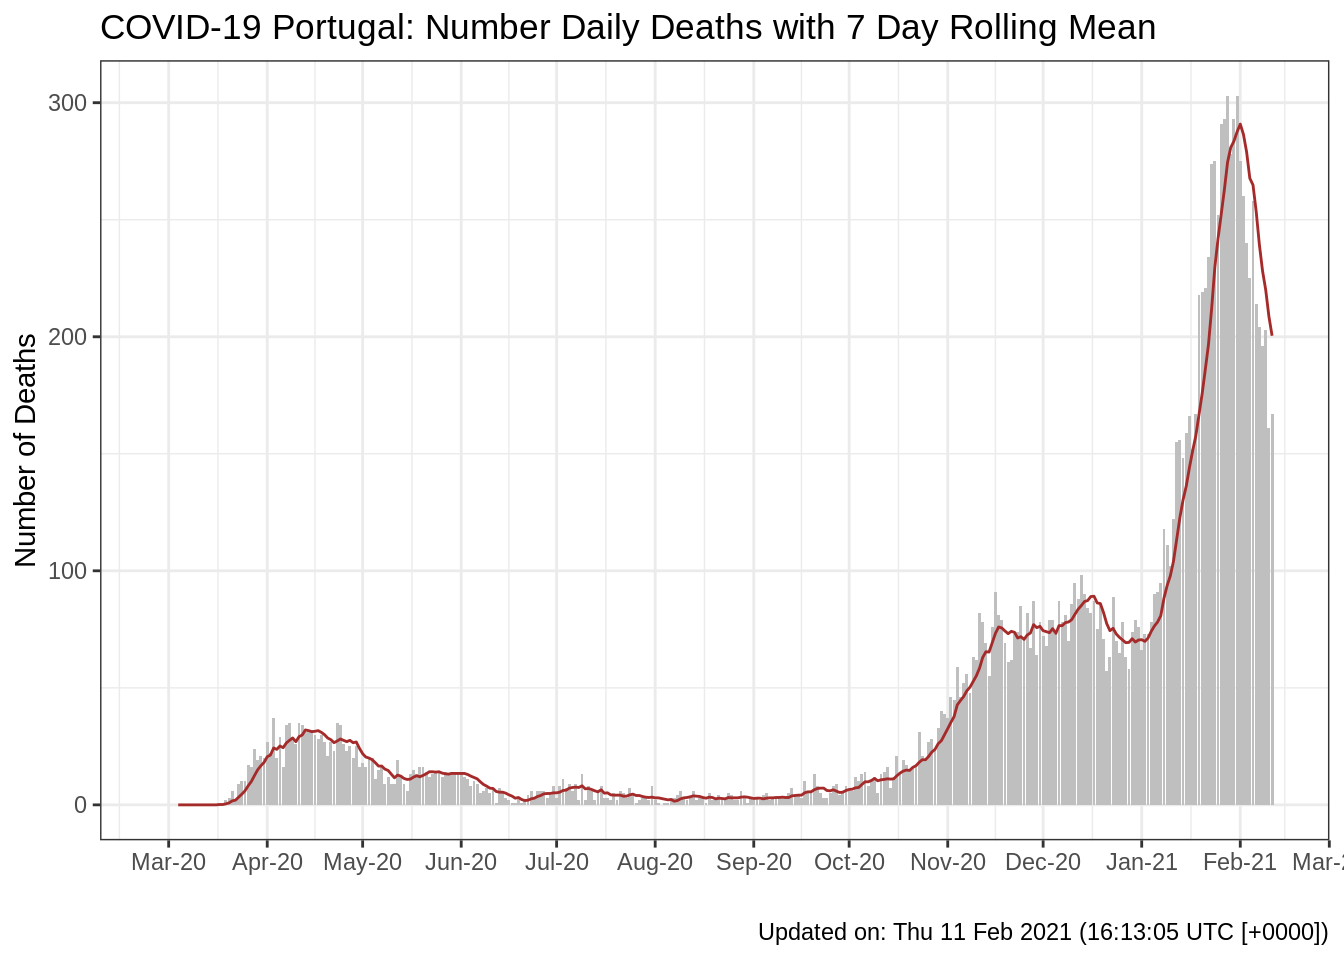 COVID-19 Portugal: Number Daily Deaths with 7 Day Rolling Mean
Number of Deaths
300
200
100
0
Mar-20 Apr-20 May-20 Jun-20 Jul-20 Aug-20 Sep-20 Oct-20 Nov-20 Dec-20 Jan-21 Feb-21 Mar-2
Updated on: Thu 11 Feb 2021 (16:13:05 UTC [+0000])